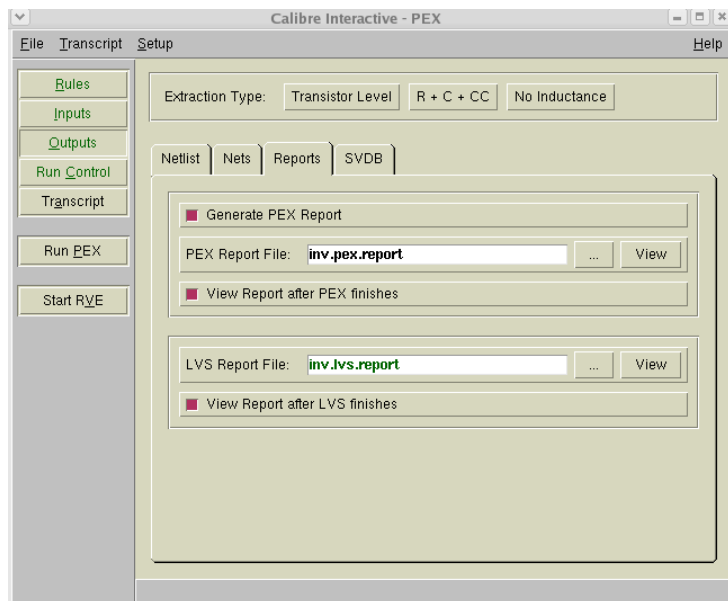 Calibre Interactive - PEX
File Transcript Setup Help
Rules
Inputs
Outputs
Run Control
Transcript
Run PEX
Start RVE
Extraction Type: Transistor Level R + C + CC No Inductance
Netlist Nets Reports SVDB
Generate PEX Report
PEX Report File: inv.pex.report ... View
View Report after PEX finishes
LVS Report File: inv.lvs.report ... View
View Report after LVS finishes